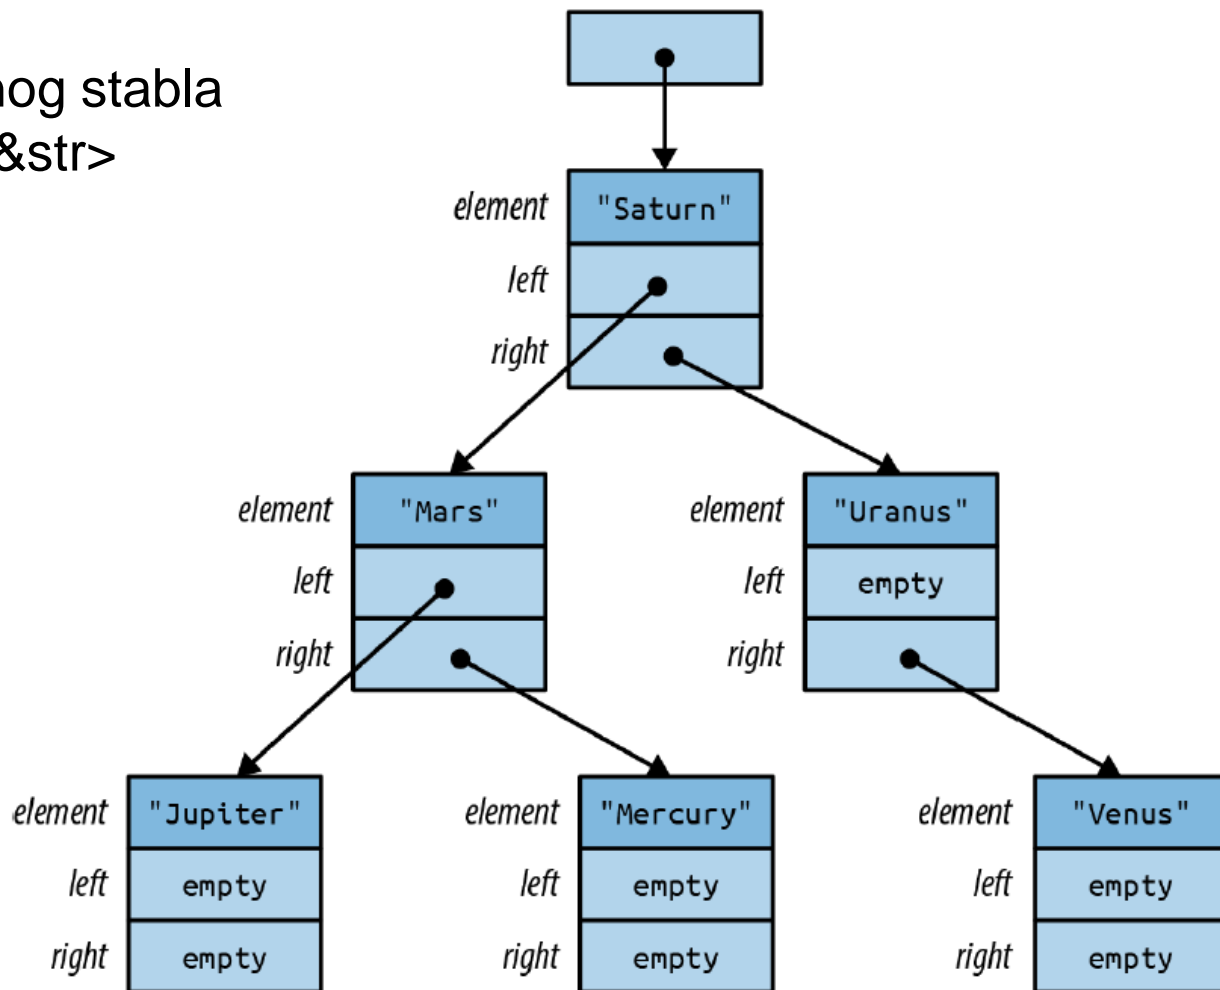 nog stabla
&str>
element "Saturn"
left
right
element "Mars"
left
right
element "Uranus"
left empty
right
element "Jupiter"
left empty
right empty
element "Mercury"
left empty
right empty
element "Venus"
left empty
right empty